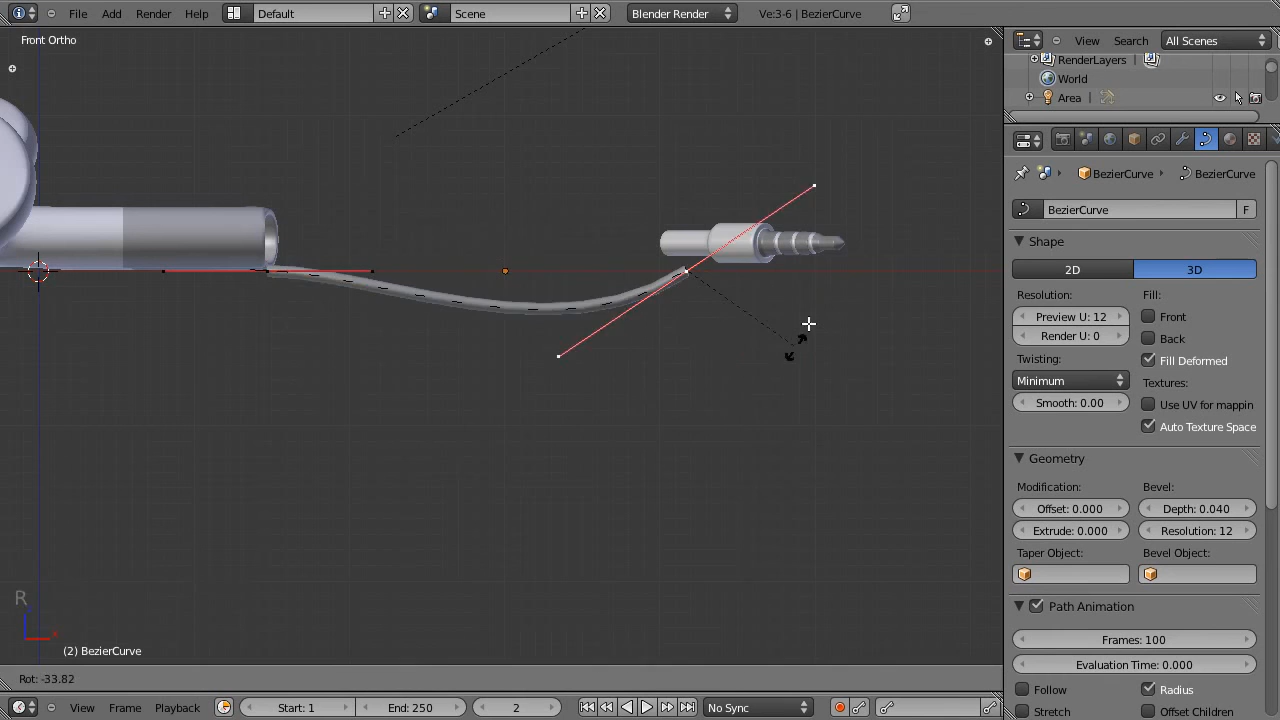 File Add Render Help Default Scene Blender Render Ve:3-6 | BezierCurve
Front Ortho
View Search All Scenes
RenderLayers |
World
Area |
BezierCurve BezierCurve
BezierCurve F
Shape
2D 3D
Resolution: Fill:
Preview U: 12 Front
Render U: 0 Back
Twisting: Fill Deformed
Minimum Textures:
Smooth: 0.00 Use UV for mappin
Auto Texture Space
Geometry
Modification: Bevel:
Offset: 0.000 Depth: 0.040
Extrude: 0.000 Resolution: 12
Taper Object: Bevel Object:
R
Path Animation
Frames: 100
(2) BezierCurve
Evaluation Time: 0.000
Rot: -33.82
Follow Radius
Stretch Offset Children
View Frame Playback Start: 1 End: 250 2 No Sync